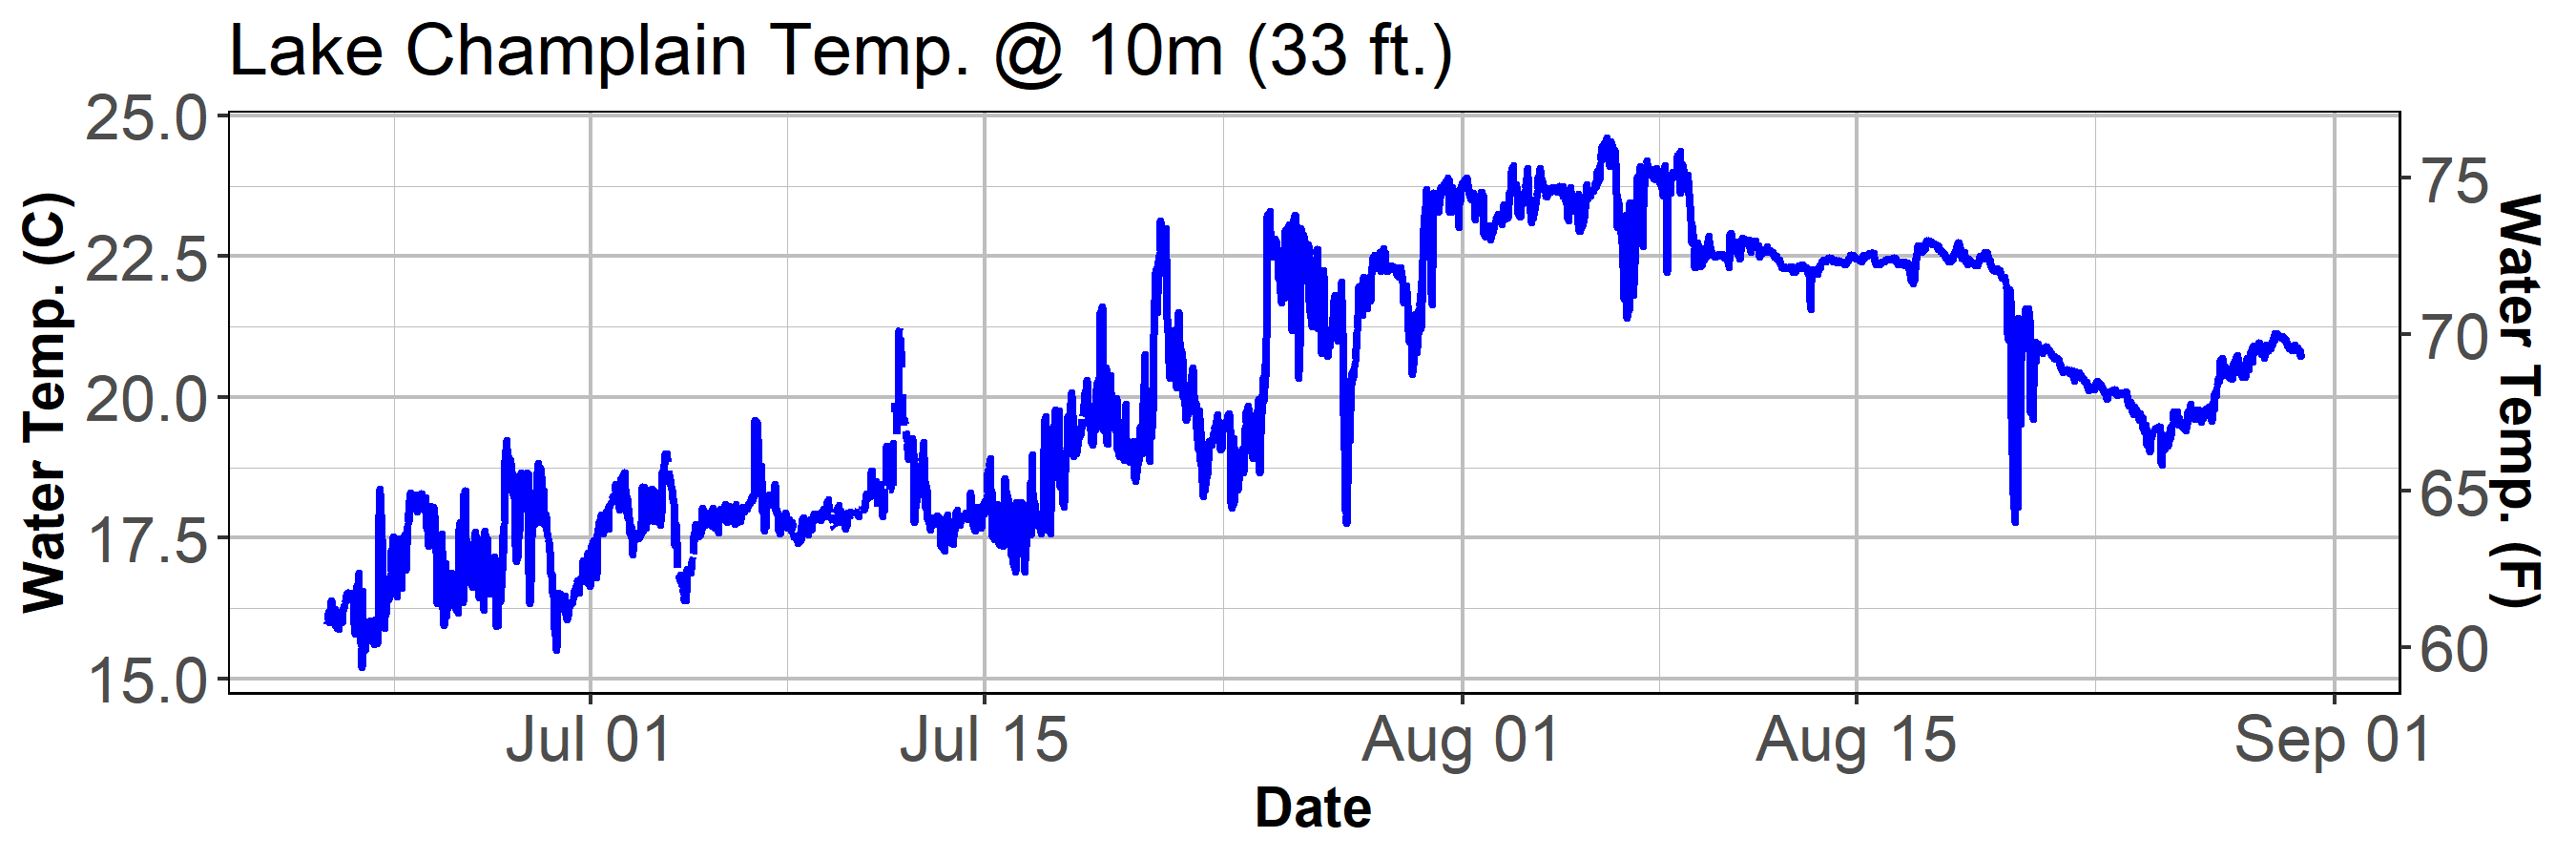 Lake Champlain Temp. @ 10m (33 ft.)
Water Temp. (C)
25.0
22.5
20.0
17.5
15.0
75
70
65
60
Water Temp. (F)
Jul 01
Jul 15
Aug 01
Aug 15
Sep 01
Date